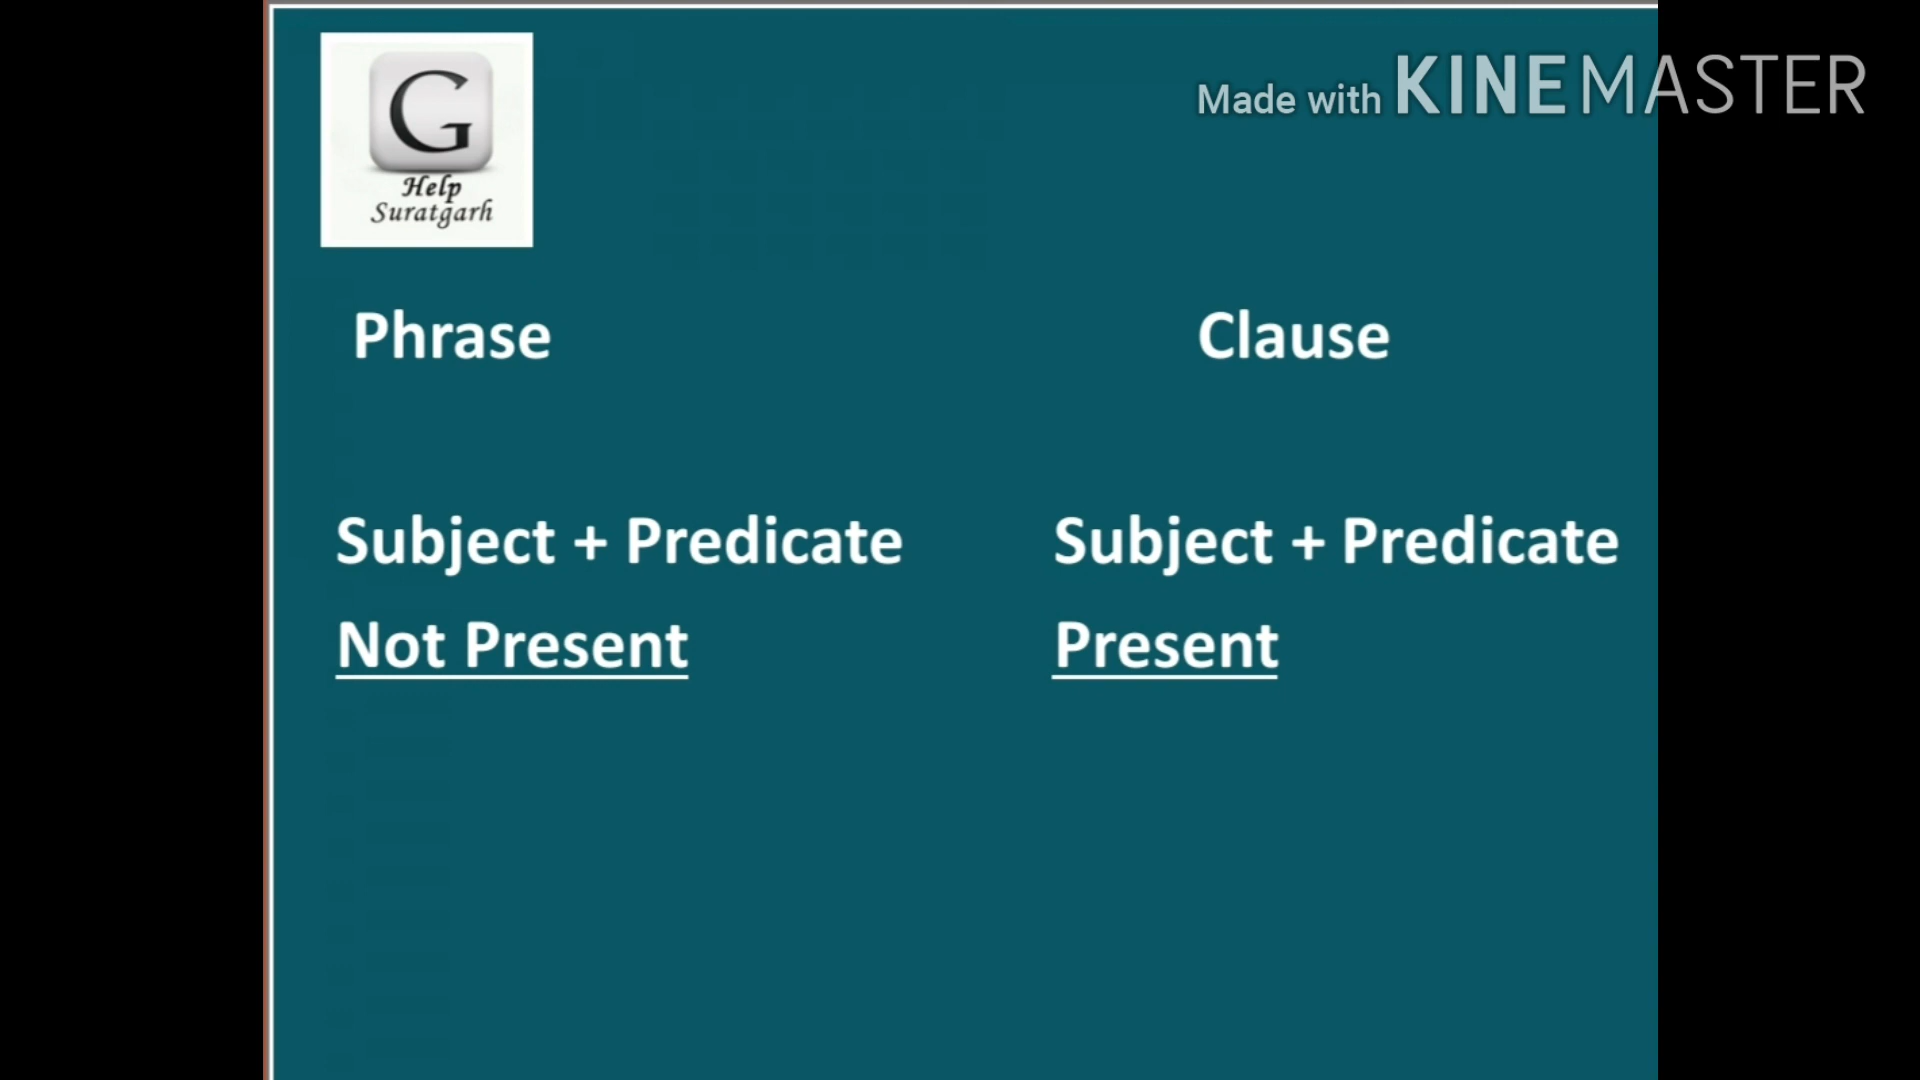 G
Help
Suratgarh
Made with KINEMASTER
Phrase
Clause
Subject + Predicate
Not Present
Subject + Predicate
Present